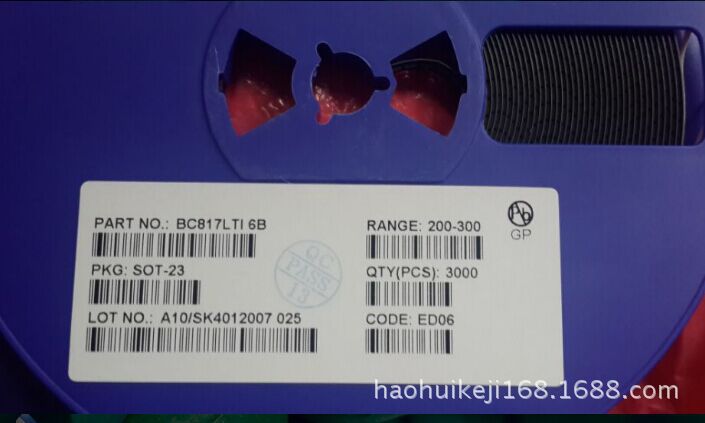 PART NO.: BC817LTI 6B
RANGE: 200-300
Pb
GP
PKG: SOT-23
QTY(PCS): 3000
QC
PASS
13
LOT NO.: A10/SK4012007 025
CODE: ED06
haohuikeji168.1688.com